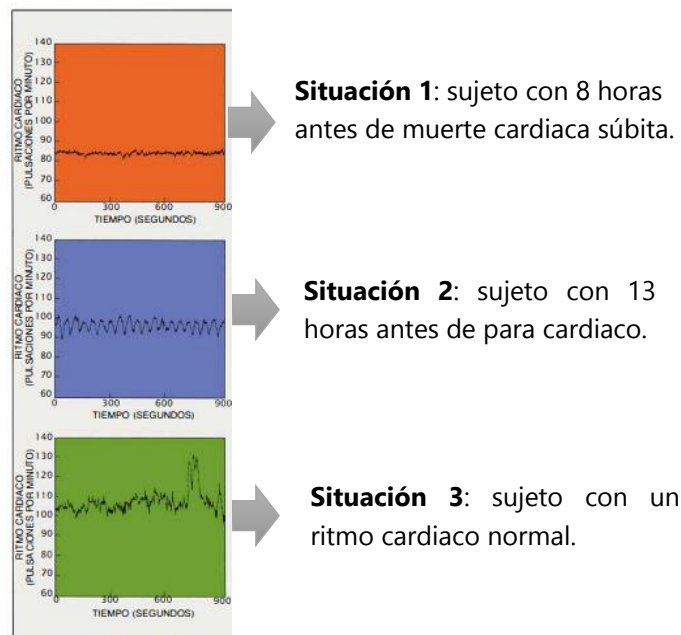 140
130
120
110
100
90
80
70
60
RITMO CARDIACO
(PULSACIONES POR MINUTO)
0 300 600 900
TIEMPO (SEGUNDOS)
Situación 1: sujeto con 8 horas
antes de muerte cardiaca súbita.
140
130
120
110
100
90
80
70
60
RITMO CARDIACO
(PULSACIONES POR MINUTO)
0 300 600 900
TIEMPO (SEGUNDOS)
Situación 2: sujeto con 13
horas antes de para cardiaco.
140
130
120
110
100
90
80
70
60
RITMO CARDIACO
(PULSACIONES POR MINUTO)
0 300 600 900
TIEMPO (SEGUNDOS)
Situación 3: sujeto con un
ritmo cardiaco normal.